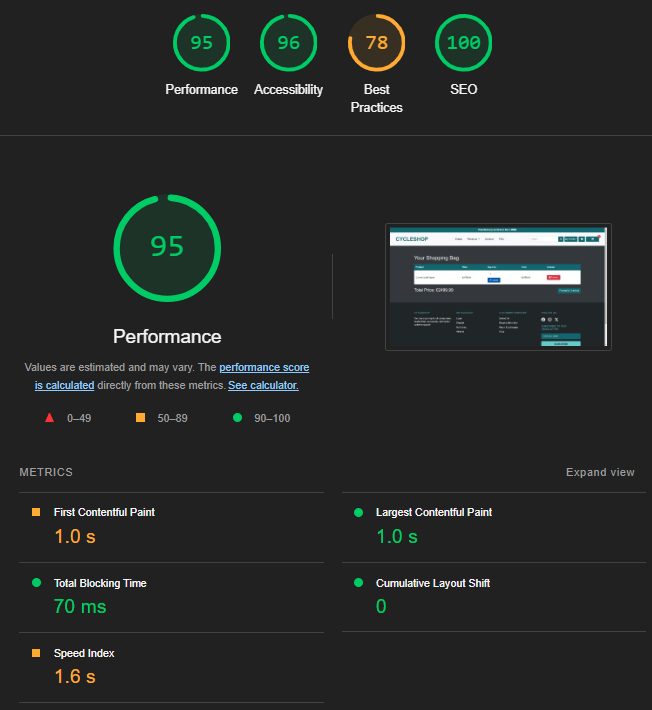 95
96
78
100
Performance
Accessibility
Best
Practices
SEO
95
Performance
Values are estimated and may vary. The performance score
is calculated directly from these metrics. See calculator.
0–49
50–89
90–100
CYCLESHOP
Your Shopping Bag
METRICS
Expand view
First Contentful Paint
1.0 s
Largest Contentful Paint
1.0 s
Total Blocking Time
70 ms
Cumulative Layout Shift
0
Speed Index
1.6 s